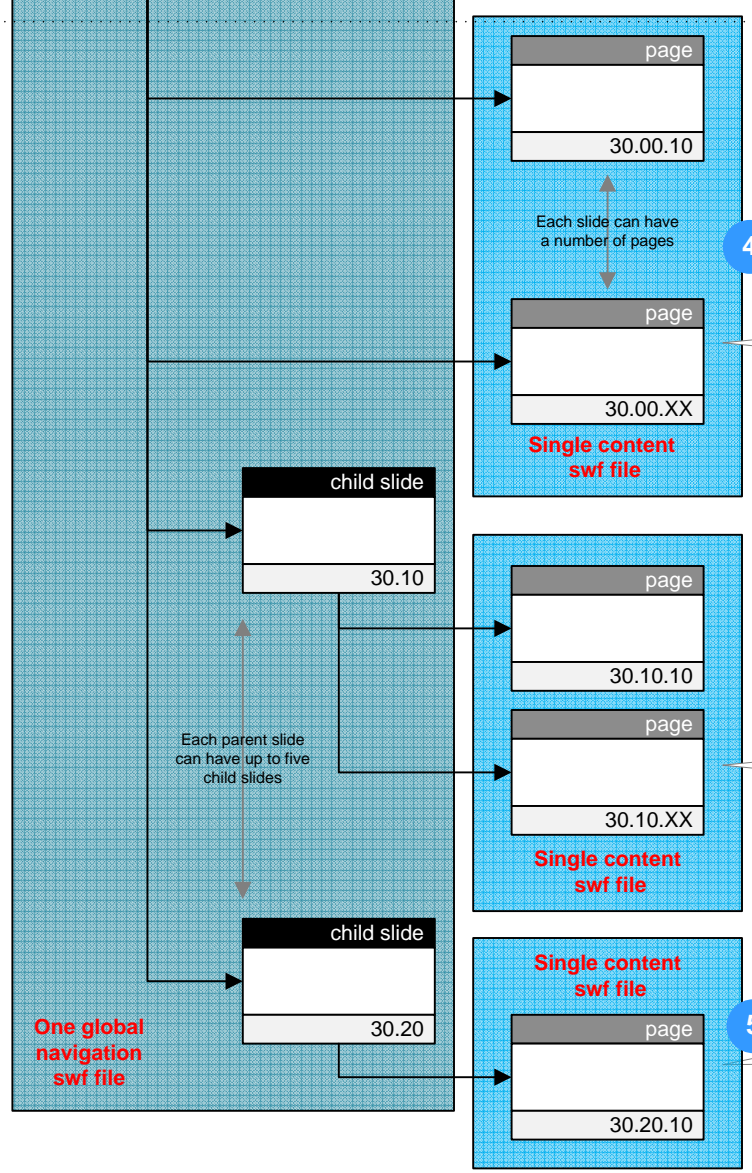 page
30.00.10
Each slide can have
a number of pages
4
page
30.00.XX
Single content
swf file
child slide
30.10
page
30.10.10
Each parent slide
can have up to five
child slides
page
30.10.XX
Single content
swf file
child slide
30.20
One global
navigation
swf file
Single content
swf file
page
5
30.20.10